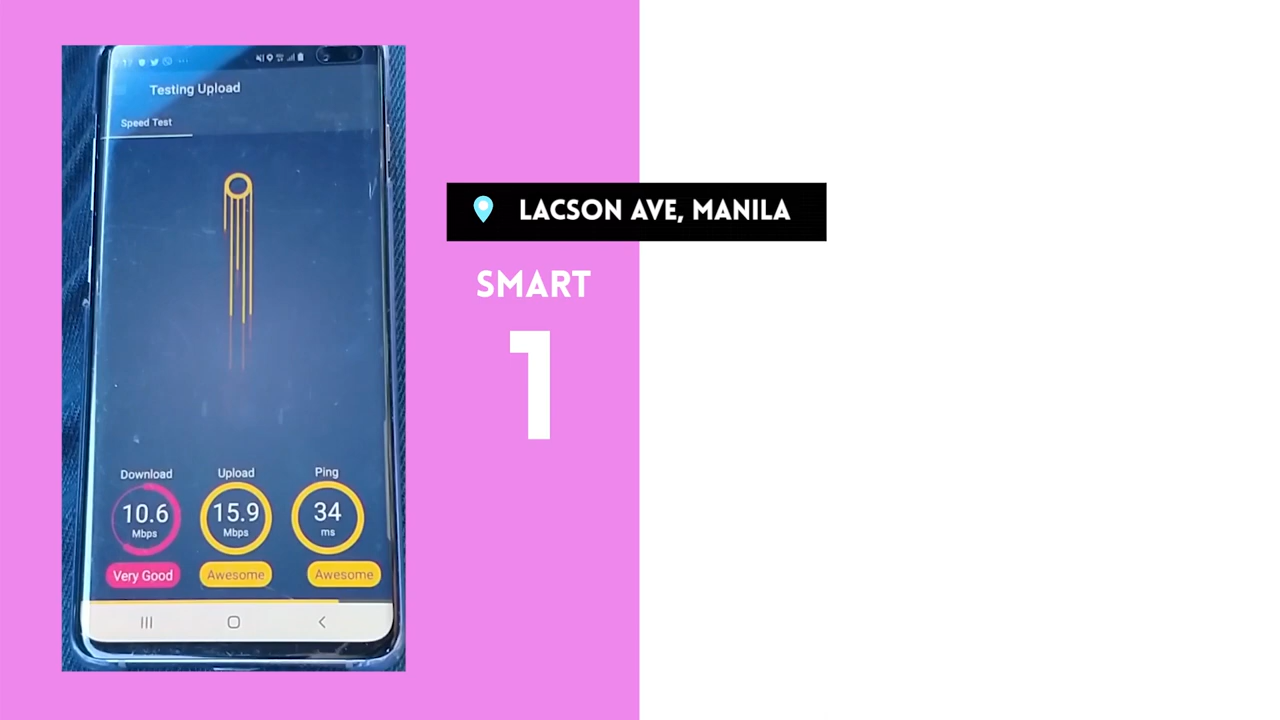 Testing Upload
Speed Test
LACSON AVE, MANILA
SMART
1
Download
Upload
Ping
10.6
Mbps
15.9
Mbps
34
ms
Very Good
Awesome
Awesome